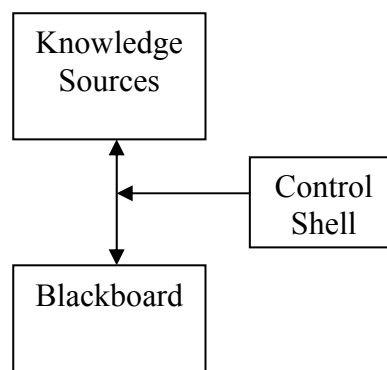 Knowledge
Sources
Control
Shell
Blackboard